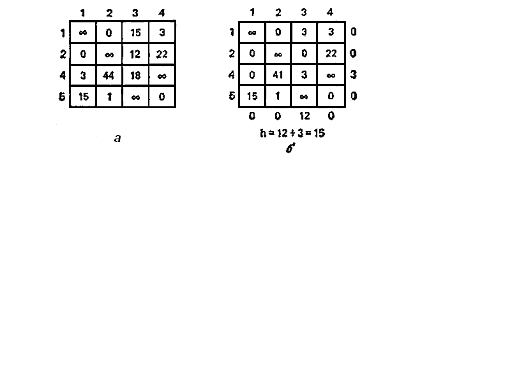 1 2 3 4
1 ∞ 0 15 3
2 0 ∞ 12 22
4 3 44 18 ∞
5 15 1 ∞ 0
а
1 2 3 4
1 ∞ 0 3 3 0
2 0 ∞ 0 22 0
4 0 41 3 ∞ 3
5 15 1 ∞ 0 0
0 0 12 0
h = 12 + 3 = 15
б